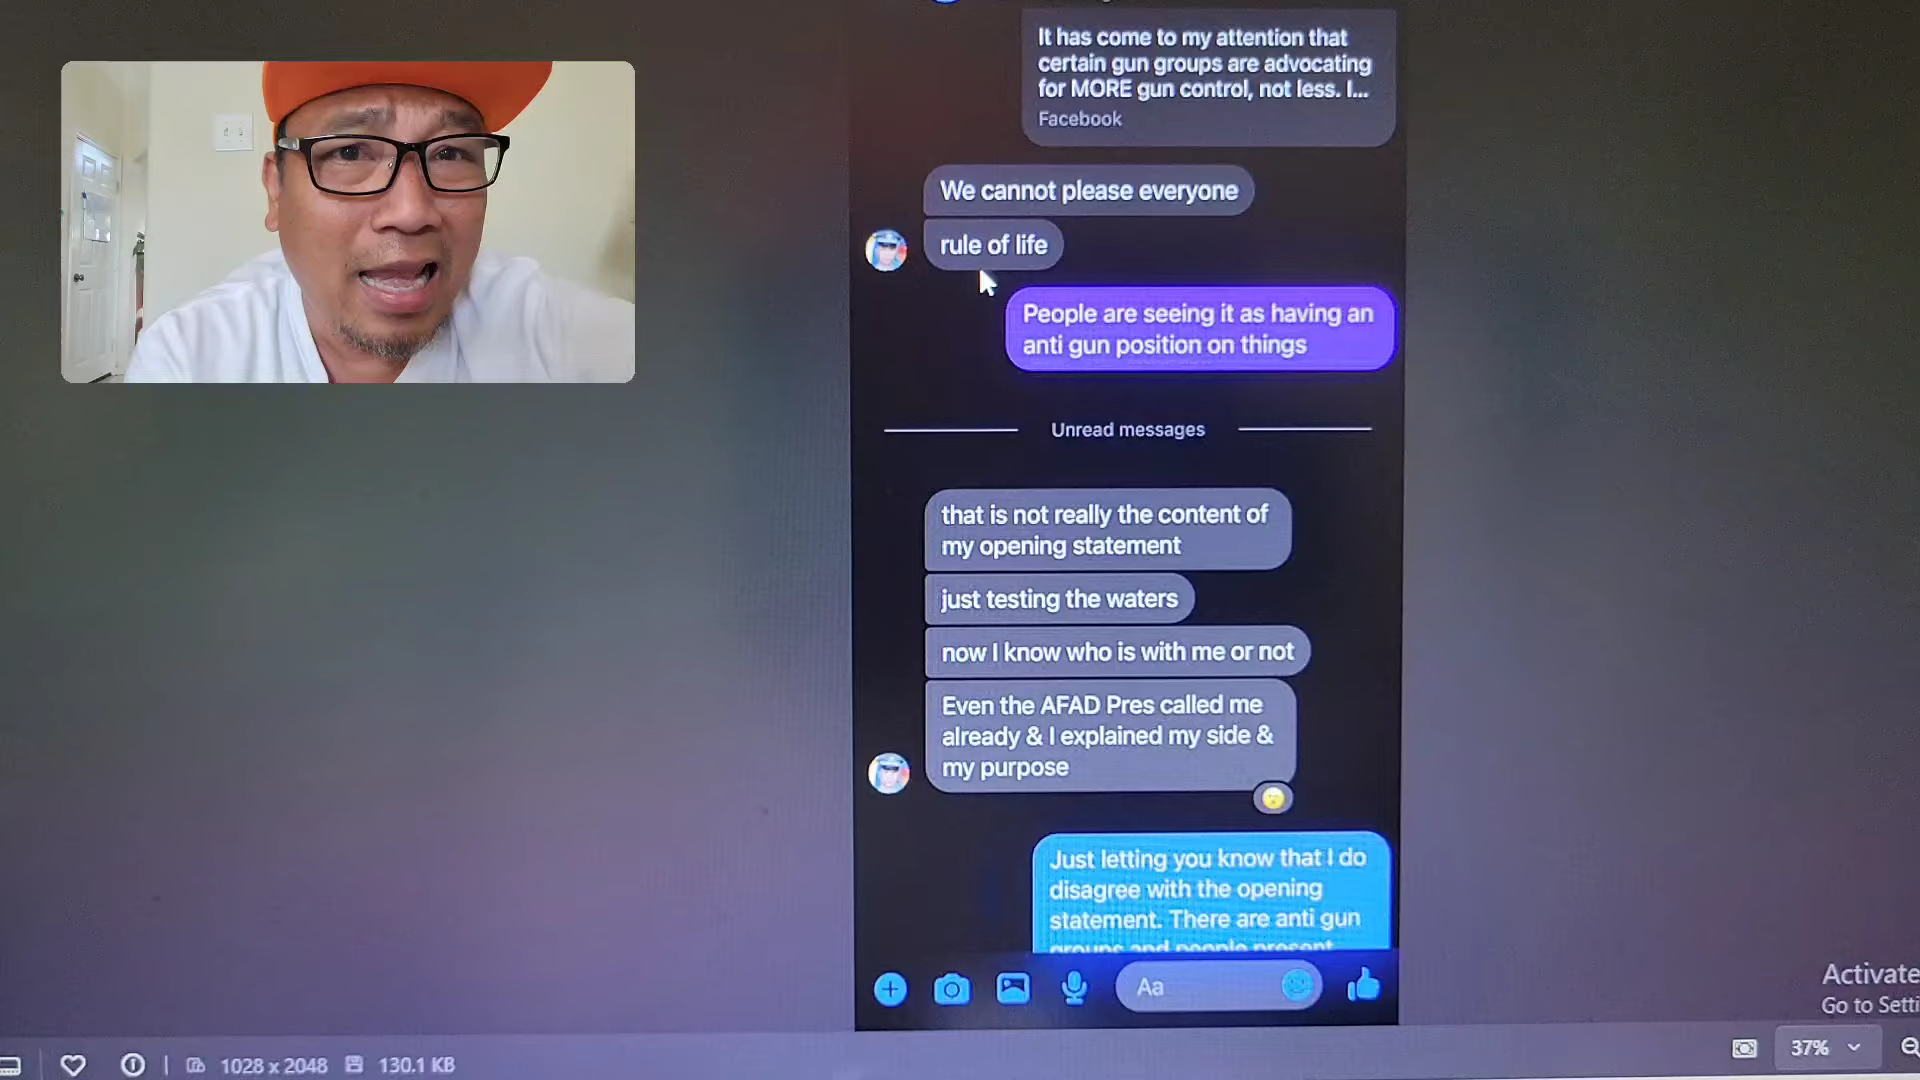 It has come to my attention that
certain gun groups are advocating
for MORE gun control, not less. I...
Facebook
We cannot please everyone
rule of life
People are seeing it as having an
anti gun position on things
Unread messages
that is not really the content of
my opening statement
just testing the waters
now I know who is with me or not
Even the AFAD Pres called me
already & I explained my side &
my purpose
Just letting you know that I do
disagree with the opening
statement. There are anti gun
groups and people present
Aa
Activate
Go to Setti
1028 x 2048
130.1 KB
37%